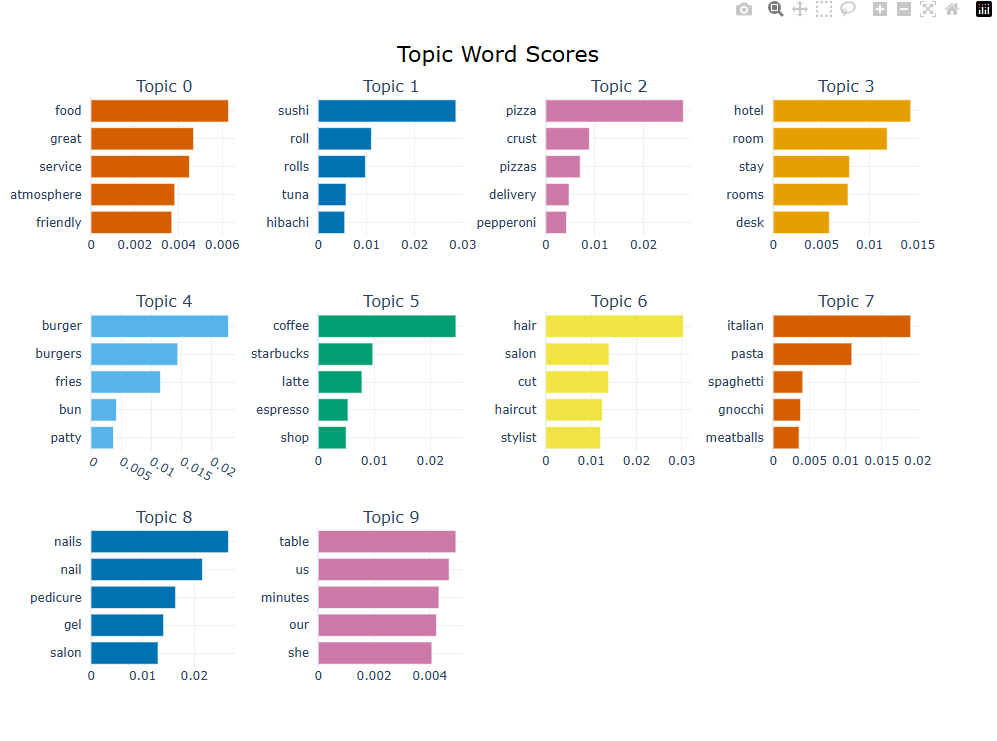 Topic Word Scores
Topic 0
food
great
service
atmosphere
friendly
0 0.002 0.004 0.006
Topic 1
sushi
roll
rolls
tuna
hibachi
0 0.01 0.02 0.03
Topic 2
pizza
crust
pizzas
delivery
pepperoni
0 0.01 0.02
Topic 3
hotel
room
stay
rooms
desk
0 0.005 0.01 0.015
Topic 4
burger
burgers
fries
bun
patty
0 0.005 0.01 0.015 0.02
Topic 5
coffee
starbucks
latte
espresso
shop
0 0.01 0.02
Topic 6
hair
salon
cut
haircut
stylist
0 0.01 0.02 0.03
Topic 7
italian
pasta
spaghetti
gnocchi
meatballs
0 0.005 0.01 0.015 0.02
Topic 8
nails
nail
pedicure
gel
salon
0 0.01 0.02
Topic 9
table
us
minutes
our
she
0 0.002 0.004